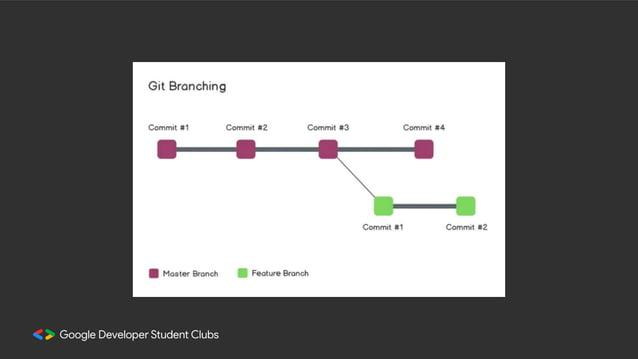 Git Branching
Commit #1 Commit #2 Commit #3 Commit #4
Commit #1 Commit #2
Master Branch Feature Branch
Google Developer Student Clubs